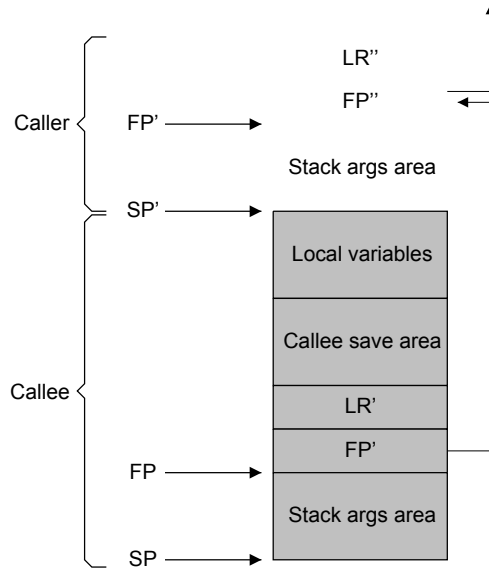 LR’’
FP’’
Caller
FP’
Stack args area
SP’
Local variables
Callee save area
Callee
LR’
FP’
FP
Stack args area
SP